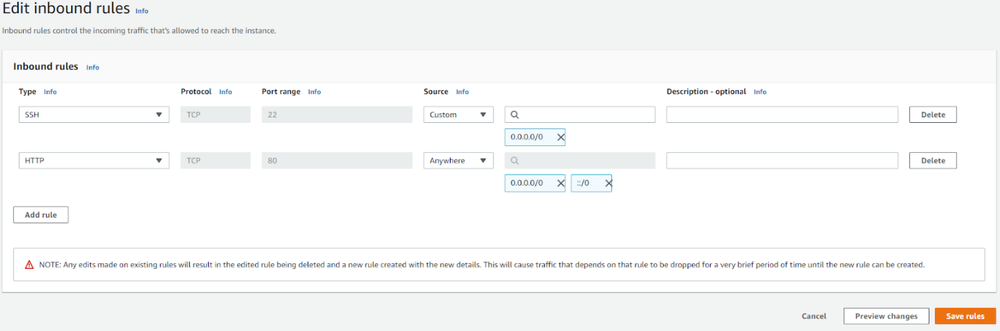 Edit inbound rules Info
Inbound rules control the incoming traffic that's allowed to reach the instance.
Inbound rules Info
Type Info Protocol Info Port range Info Source Info Description - optional Info
SSH TCP 22 Custom Delete
0.0.0.0/0
HTTP TCP 80 Anywhere Delete
0.0.0.0/0 ::/0
Add rule
NOTE: Any edits made on existing rules will result in the edited rule being deleted and a new rule created with the new details. This will cause traffic that depends on that rule to be dropped for a very brief period of time until the new rule can be created.
Cancel Preview changes Save rules